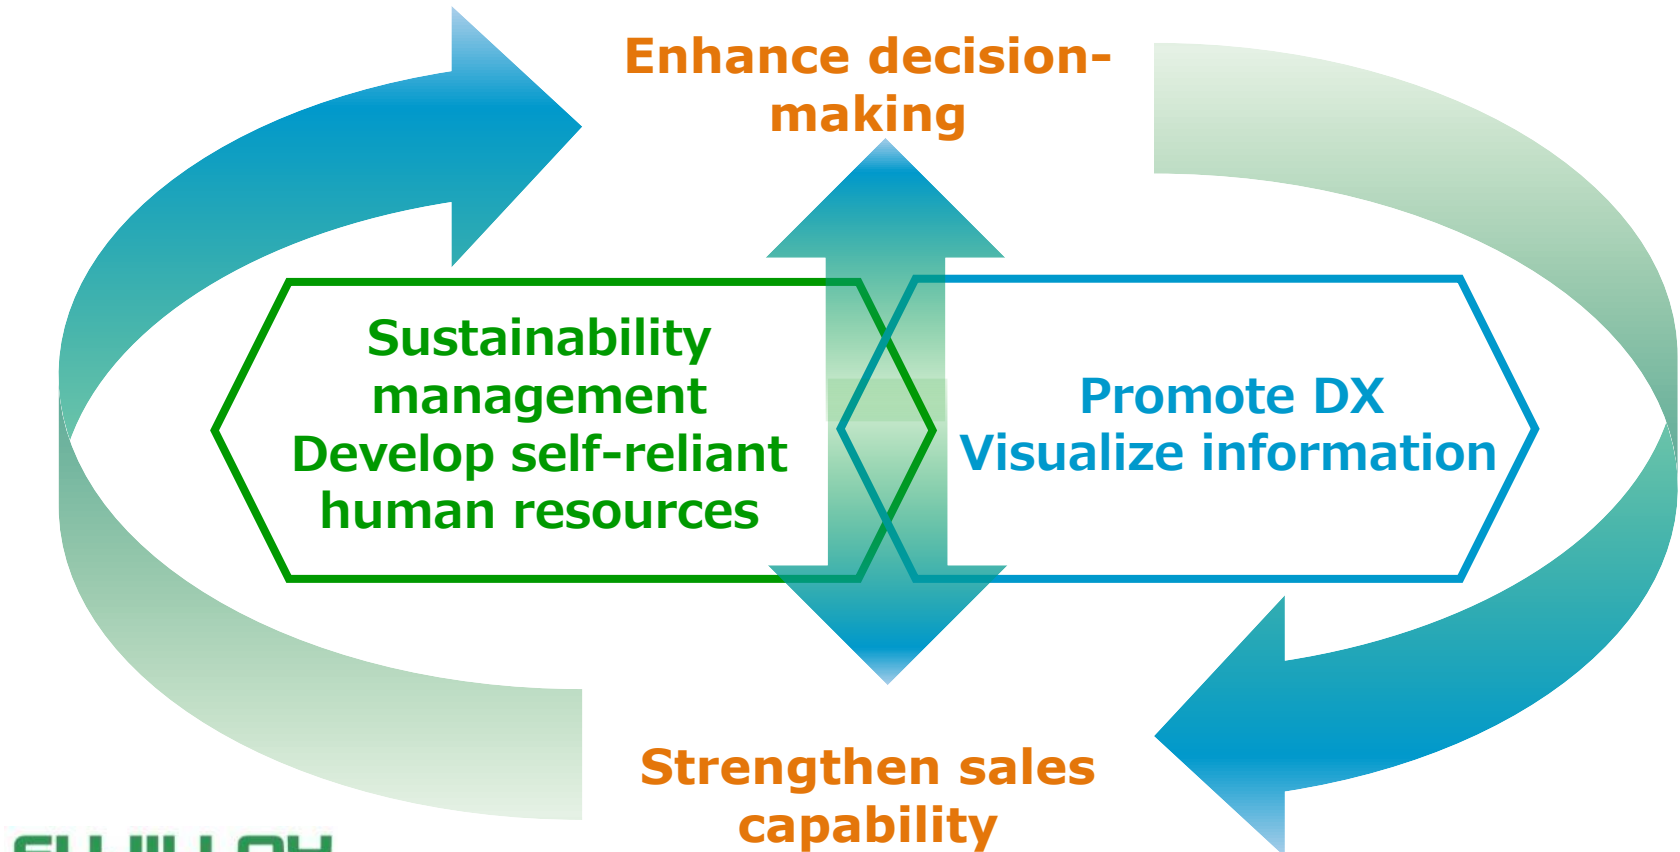 Enhance decision-
making
Sustainability
management
Develop self-reliant
human resources
Promote DX
Visualize information
Strengthen sales
capability